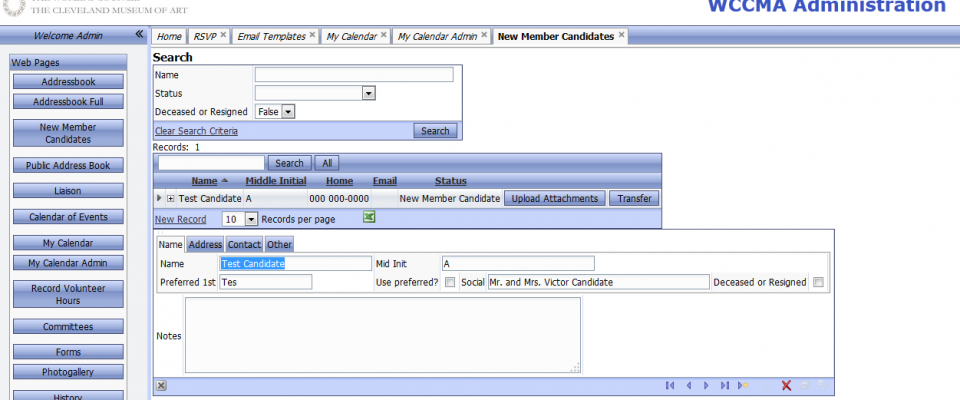 THE CLEVELAND MUSEUM OF ART
WCCMA Administration
Welcome Admin «
Home RSVP × Email Templates × My Calendar × My Calendar Admin × New Member Candidates ×
Web Pages
Addressbook
Addressbook Full
New Member
Candidates
Public Address Book
Liaison
Calendar of Events
My Calendar
My Calendar Admin
Record Volunteer
Hours
Committees
Forms
Photogallery
History
Search
Name
Status
Deceased or Resigned False
Clear Search Criteria Search
Records: 1
Search All
Name Middle Initial Home Email Status
Test Candidate A 000 000-0000 New Member Candidate Upload Attachments Transfer
New Record 10 Records per page
Name Address Contact Other
Name Test Candidate Mid Init A
Preferred 1st Tes Use preferred? Social Mr. and Mrs. Victor Candidate Deceased or Resigned
Notes